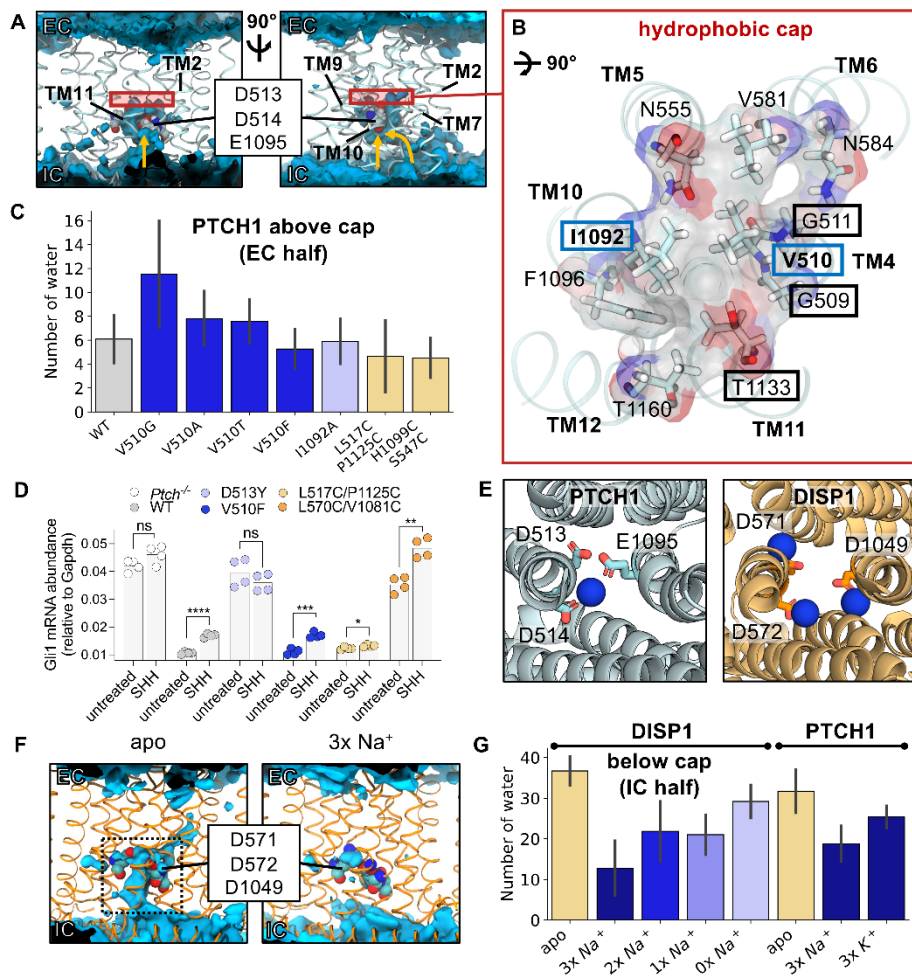 A
EC
TM2
TM11
IC
90°
D513
D514
E1095
EC
TM9
TM2
TM7
TM10
IC
B
hydrophobic cap
90°
TM5
TM6
N555
V581
N584
TM10
G511
I1092
V510
TM4
F1096
G509
T1133
T1160
TM12
TM11
C
PTCH1 above cap
(EC half)
Number of water
16
14
12
10
8
6
4
2
0
WT
V510G
V510A
V510T
V510F
I1092A
L517C
P1125C
H1099C
S547C
D
Ptch-/-
WT
D513Y
V510F
L517C/P1125C
L570C/V1081C
Gli1 mRNA abundance
(relative to Gapdh)
0.05
0.04
0.03
0.02
0.01
ns
****
ns
***
*
**
untreated
SHH
untreated
SHH
untreated
SHH
untreated
SHH
untreated
SHH
untreated
SHH
E
PTCH1
D513
E1095
D514
DISP1
D571
D1049
D572
F
apo
3x Na⁺
EC
IC
D571
D572
D1049
EC
IC
G
DISP1
PTCH1
below cap
(IC half)
Number of water
40
30
20
10
0
apo
3x Na⁺
2x Na⁺
1x Na⁺
0x Na⁺
apo
3x Na⁺
3x K⁺